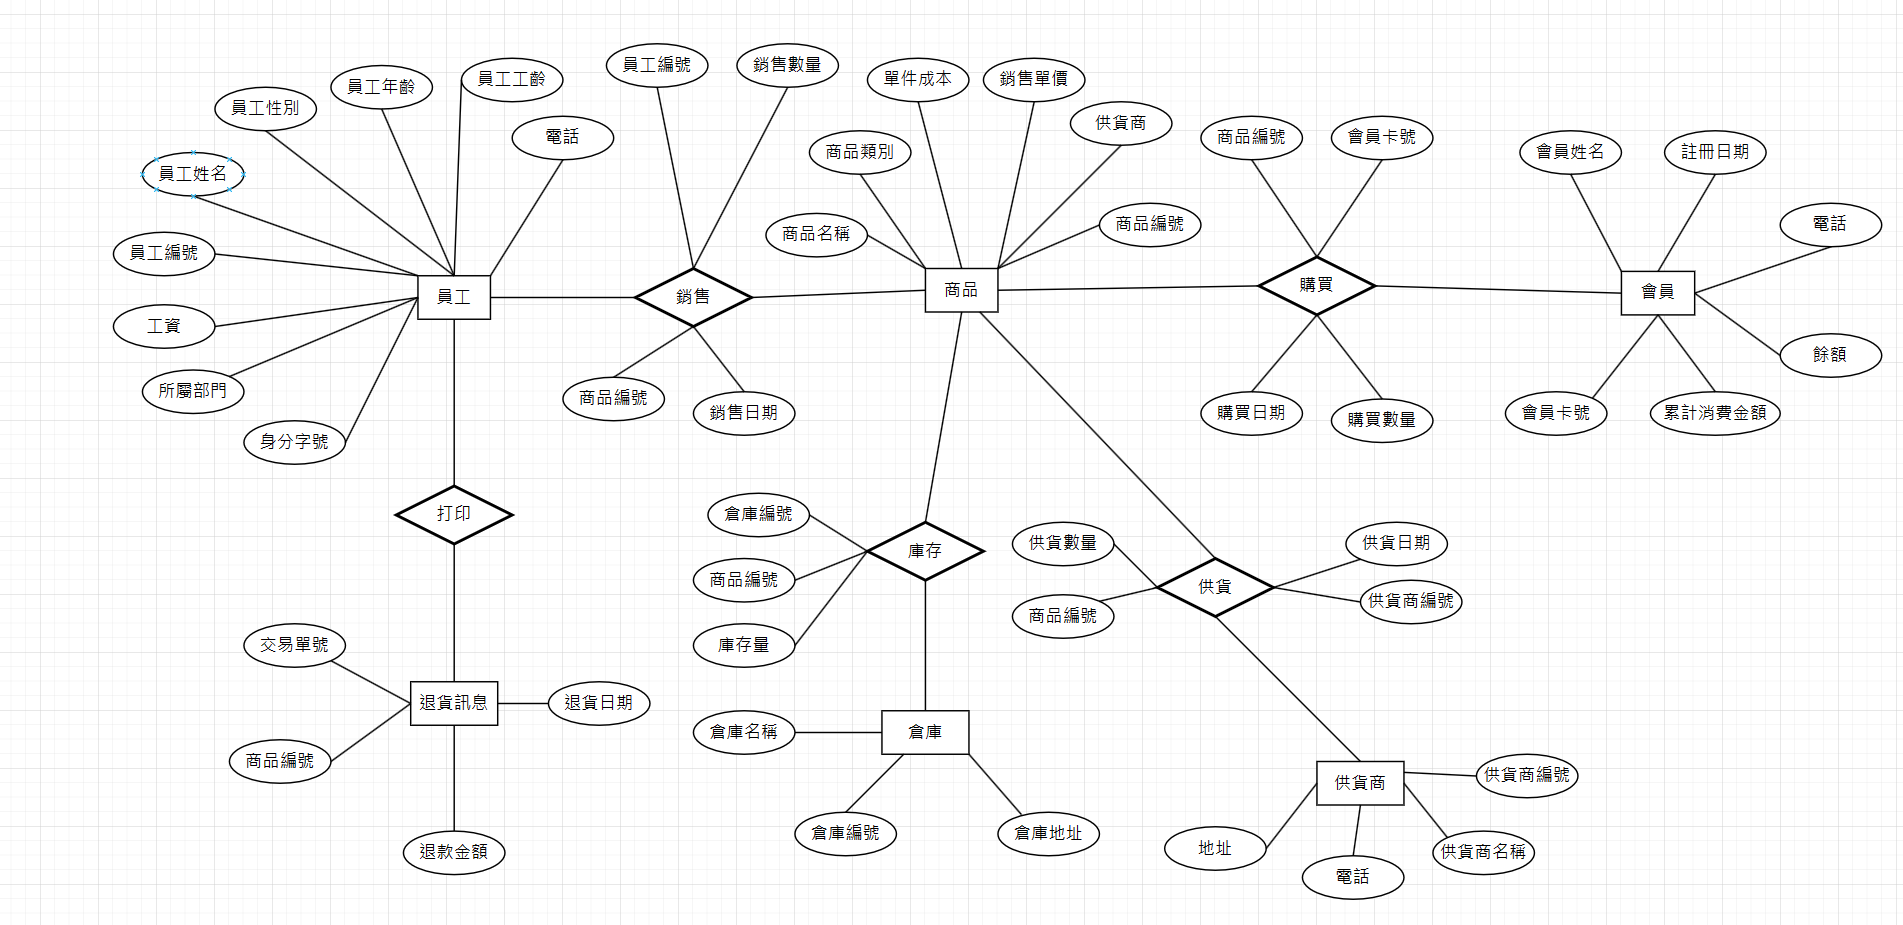 員工編號
銷售數量
單件成本
銷售單價
員工年齡
員工工齡
員工性別
電話
供貨商
商品類別
商品編號
會員卡號
會員姓名
註冊日期
員工姓名
商品名稱
商品編號
電話
員工編號
員工
銷售
商品
購買
會員
工資
餘額
所屬部門
商品編號
銷售日期
購買日期
購買數量
會員卡號
累計消費金額
身分字號
打印
倉庫編號
庫存
供貨數量
供貨日期
商品編號
供貨
供貨商編號
商品編號
庫存量
交易單號
退貨訊息
退貨日期
倉庫名稱
倉庫
商品編號
供貨商
供貨商編號
倉庫編號
倉庫地址
地址
供貨商名稱
退款金額
電話